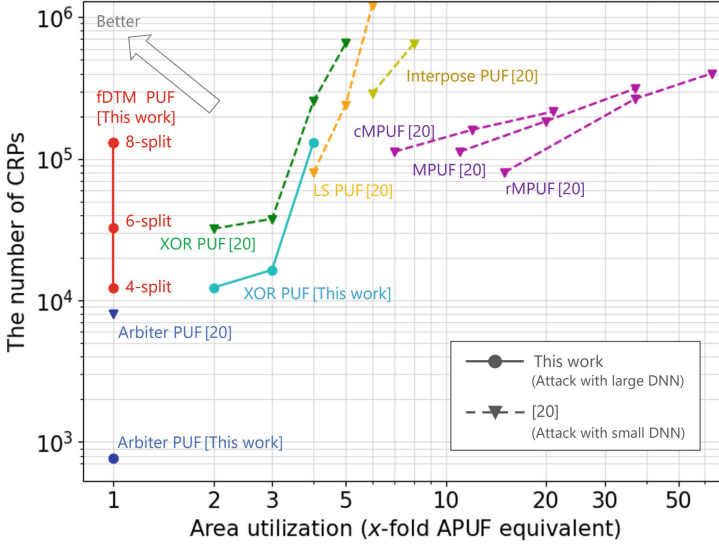 10⁶
10⁵
10⁴
10³
The number of CRPs
Better
fDTM PUF
[This work]
8-split
6-split
4-split
Arbiter PUF [20]
Arbiter PUF [This work]
XOR PUF [20]
XOR PUF [This work]
LS PUF [20]
Interpose PUF [20]
cMPUF [20]
MPUF [20]
rMPUF [20]
This work
(Attack with large DNN)
[20]
(Attack with small DNN)
1 2 3 5 10 20 30 50
Area utilization (x-fold APUF equivalent)